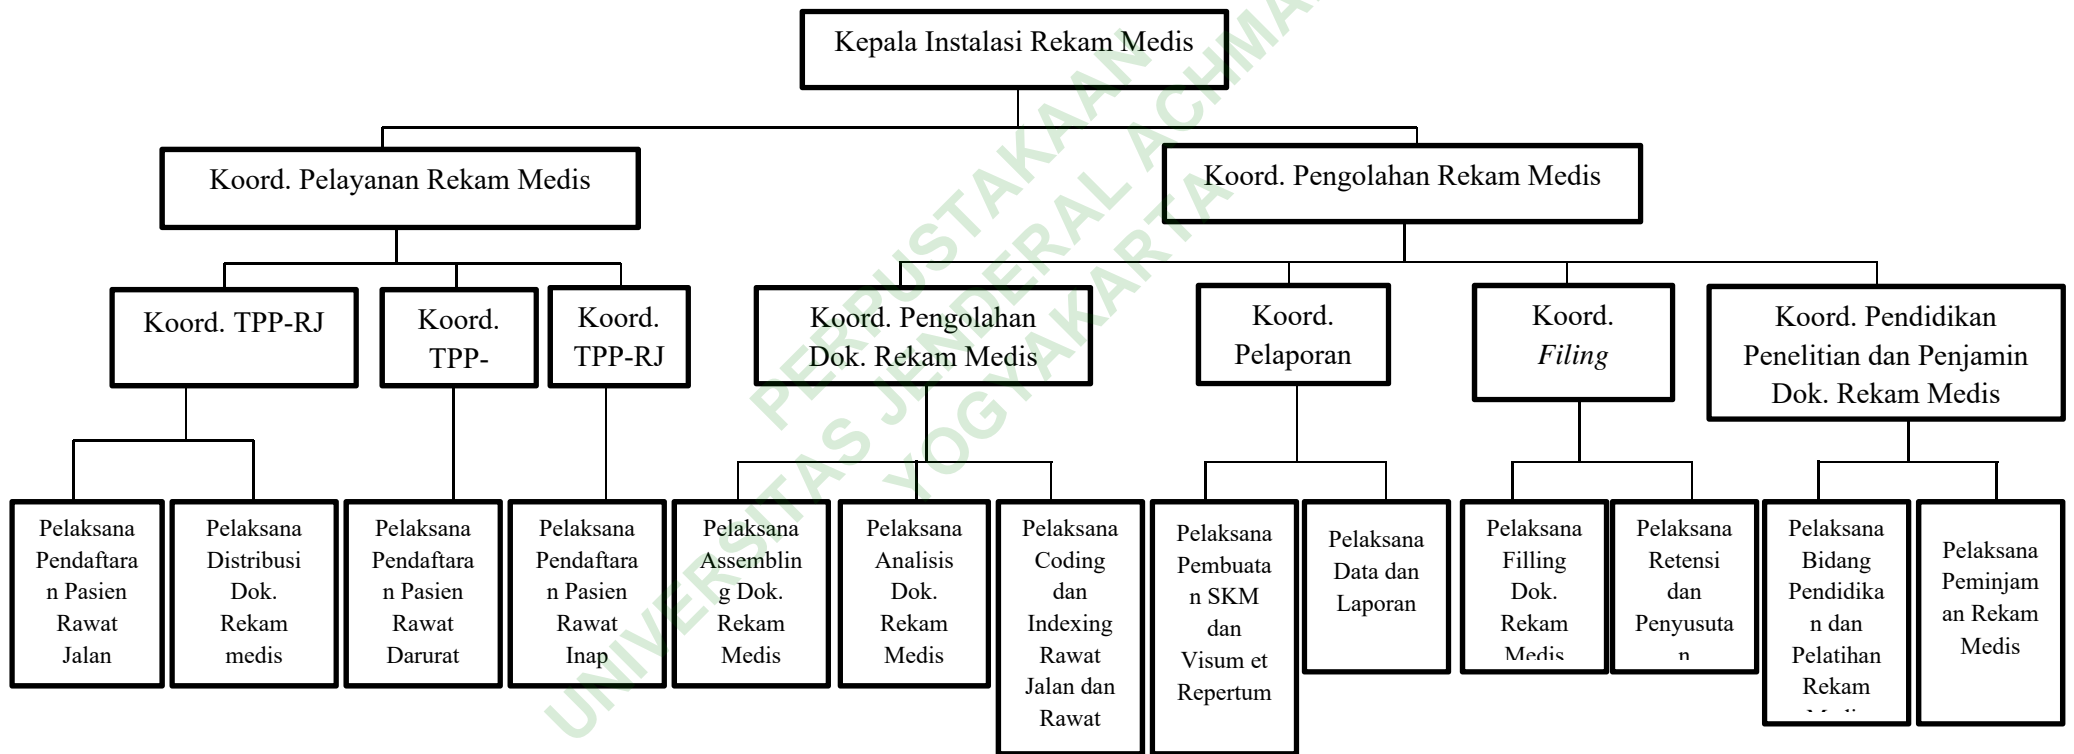 Kepala Instalasi Rekam Medis
Koord. Pelayanan Rekam Medis
Koord. Pengolahan Rekam Medis
Koord. TPP-RJ
Koord.
TPP-
Koord.
TPP-RJ
Koord. Pengolahan
Dok. Rekam Medis
Koord.
Pelaporan
Koord.
Filing
Koord. Pendidikan
Penelitian dan Penjamin
Dok. Rekam Medis
Pelaksana
Pendaftara
n Pasien
Rawat
Jalan
Pelaksana
Distribusi
Dok.
Rekam
medis
Pelaksana
Pendaftara
n Pasien
Rawat
Darurat
Pelaksana
Pendaftara
n Pasien
Rawat
Inap
Pelaksana
Assemblin
g Dok.
Rekam
Medis
Pelaksana
Analisis
Dok.
Rekam
Medis
Pelaksana
Coding
dan
Indexing
Rawat
Jalan dan
Rawat
Pelaksana
Pembuata
n SKM
dan
Visum et
Repertum
Pelaksana
Data dan
Laporan
Pelaksana
Filling
Dok.
Rekam
Medis
Pelaksana
Retensi
dan
Penyusuta
n
Pelaksana
Bidang
Pendidika
n dan
Pelatihan
Rekam
Pelaksana
Peminjam
an Rekam
Medis
PERPUSTAKAAN
UNIVERSITAS JENDERAL ACHMA
YOGYAKARTA